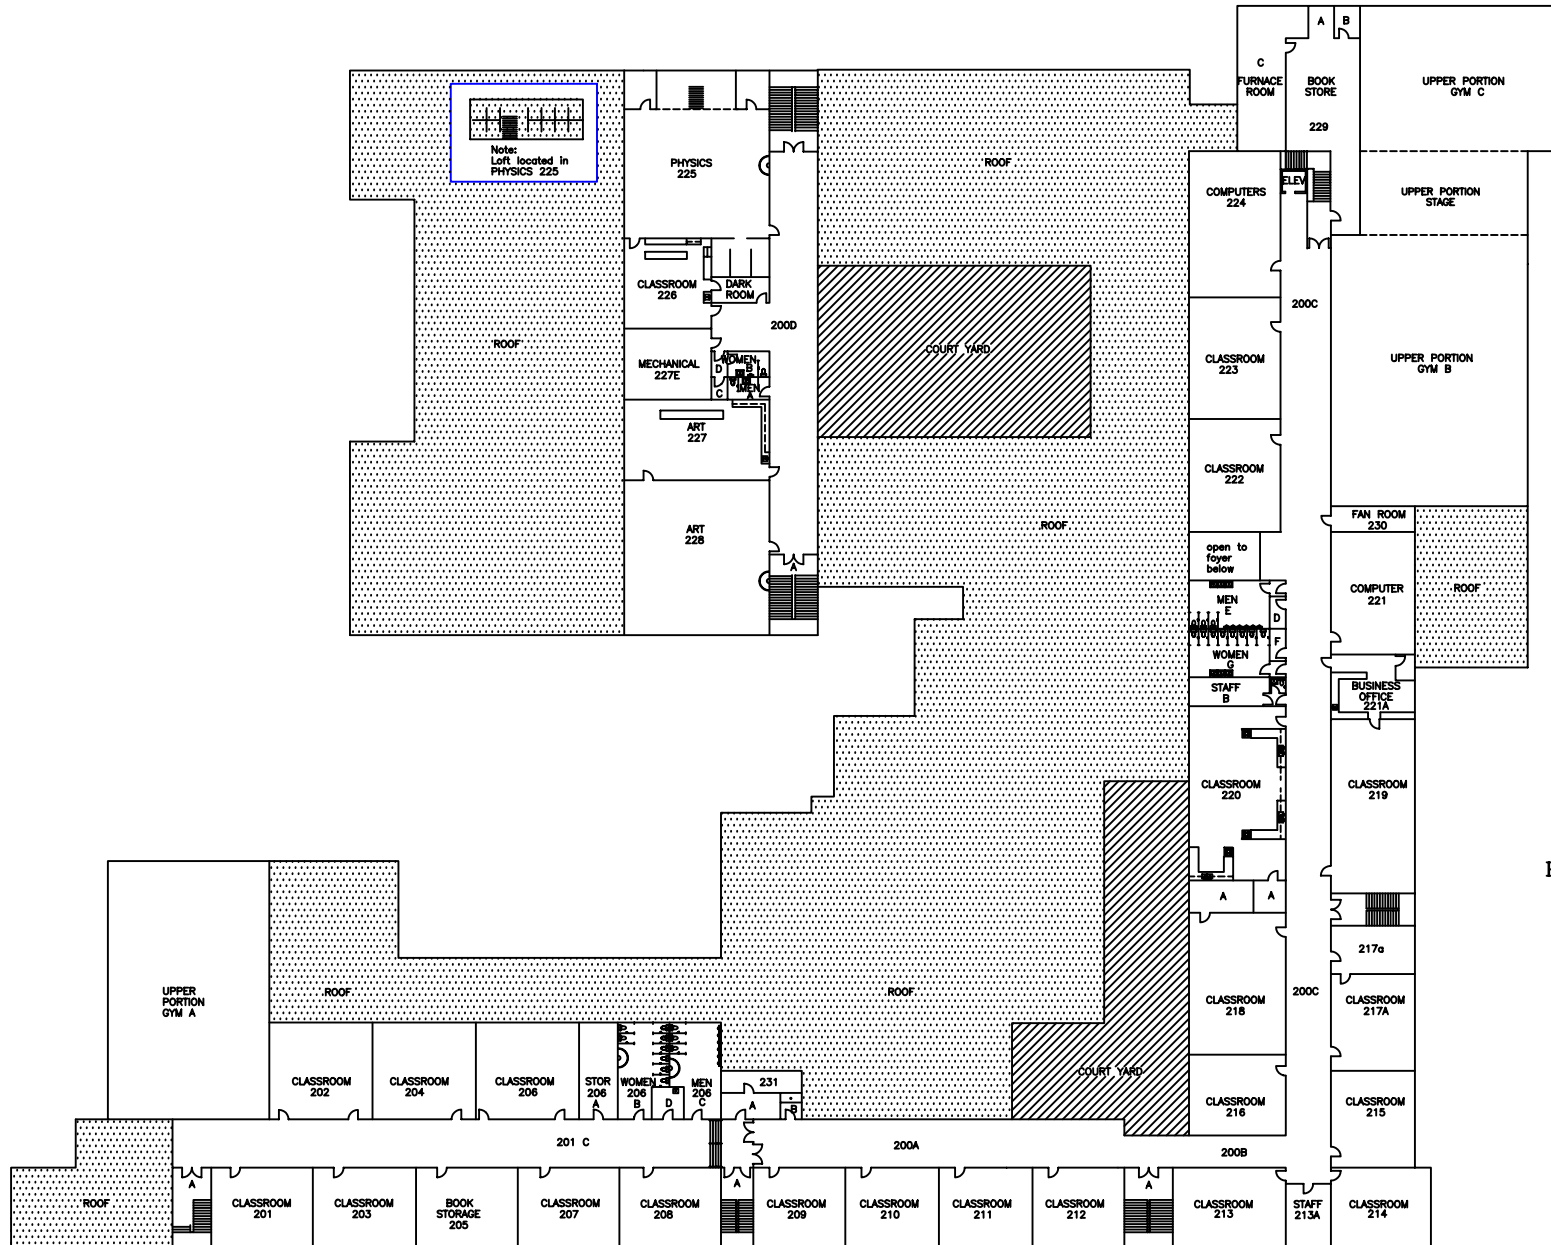 A
B
C
FURNACE
ROOM
BOOK
STORE
229
UPPER PORTION
GYM C
Note:
Loft located in
PHYSICS 225
PHYSICS
225
ROOF
COMPUTERS
224
ELEV
UPPER PORTION
STAGE
CLASSROOM
226
DARK
ROOM
200D
ROOF
COURT YARD
200C
CLASSROOM
223
UPPER PORTION
GYM B
MECHANICAL
227E
WOMEN
B
D
MEN
A
C
ART
227
CLASSROOM
222
ART
228
A
ROOF
FAN ROOM
230
open to
foyer
below
MEN
E
D
F
WOMEN
G
STAFF
B
COMPUTER
221
ROOF
BUSINESS
OFFICE
221A
CLASSROOM
220
CLASSROOM
219
A
A
217a
UPPER
PORTION
GYM A
ROOF
ROOF
CLASSROOM
218
200C
CLASSROOM
217A
CLASSROOM
202
CLASSROOM
204
CLASSROOM
206
STOR
206
A
WOMEN
206
B
D
MEN
206
C
231
A
B
COURT YARD
CLASSROOM
216
CLASSROOM
215
201 C
200A
200B
ROOF
A
CLASSROOM
201
CLASSROOM
203
BOOK
STORAGE
205
CLASSROOM
207
CLASSROOM
208
A
CLASSROOM
209
CLASSROOM
210
CLASSROOM
211
CLASSROOM
212
A
CLASSROOM
213
STAFF
213A
CLASSROOM
214